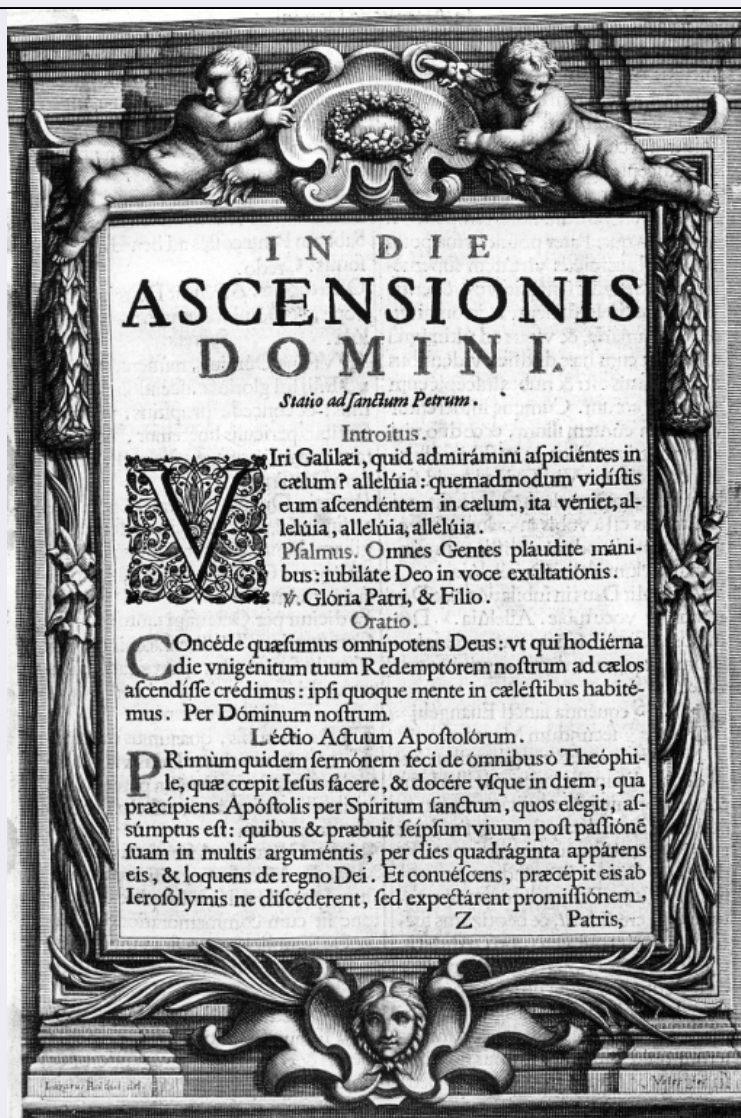 IN DIE
ASCENSIONIS
DOMINI.
Statio ad ſanctum Petrum.
Introitus.
VIri Galilæi, quid admirámini aſpiciéntes in
cælum? allelúia: quemadmodum vidíſtis
eum aſcendéntem in cælum, ita véniet, al-
lelúia, allelúia, allelúia.
Pſalmus. Omnes Gentes pláudite máni-
bus: iubiláte Deo in voce exultatiónis.
℣. Glória Patri, & Filio.
Oratio.
COncéde quæſumus omnípotens Deus: vt qui hodiérna
die vnigénitum tuum Redemptórem noſtrum ad cælos
aſcendíſſe crédimus: ipſi quoque mente in cæléſtibus habité-
mus. Per Dóminum noſtrum.
Léctio Actuum Apoſtolórum.
PRimùm quidem ſermónem feci de ómnibus ò Theóphi-
le, quæ cœpit Ieſus fácere, & docére vſque in diem, qua
præcípiens Apóſtolis per Spíritum ſanctum, quos elégit, aſ-
súmptus eſt: quibus & præbuit ſeípſum viuum poſt paſſiónē
ſuam in multis arguméntis, per dies quadráginta appárens
eis, & loquens de regno Dei. Et conuéſcens, præcépit eis ab
Ieroſolymis ne diſcéderent, ſed expectárent promiſſiónem
Z Patris,